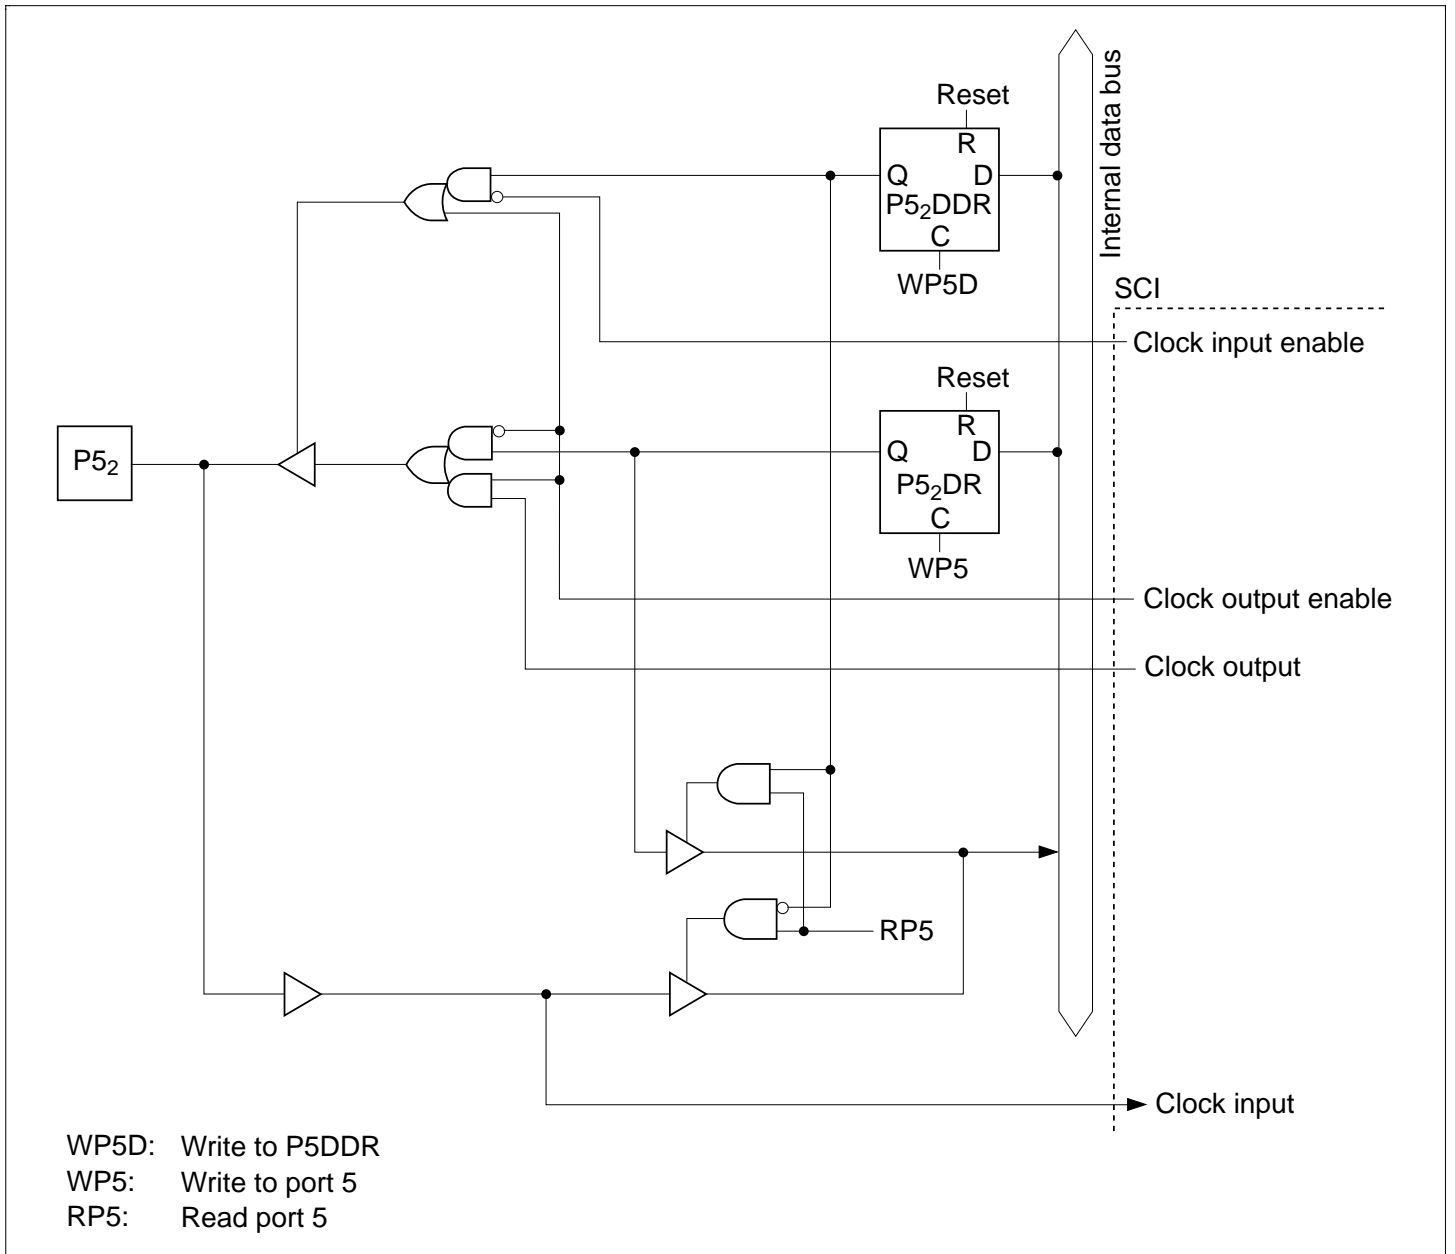 Reset
Internal data bus
R
Q D
P5₂DDR
C
WP5D
SCI
Clock input enable
Reset
R
Q D
P5₂DR
C
WP5
P5₂
Clock output enable
Clock output
RP5
Clock input
WP5D: Write to P5DDR
WP5: Write to port 5
RP5: Read port 5